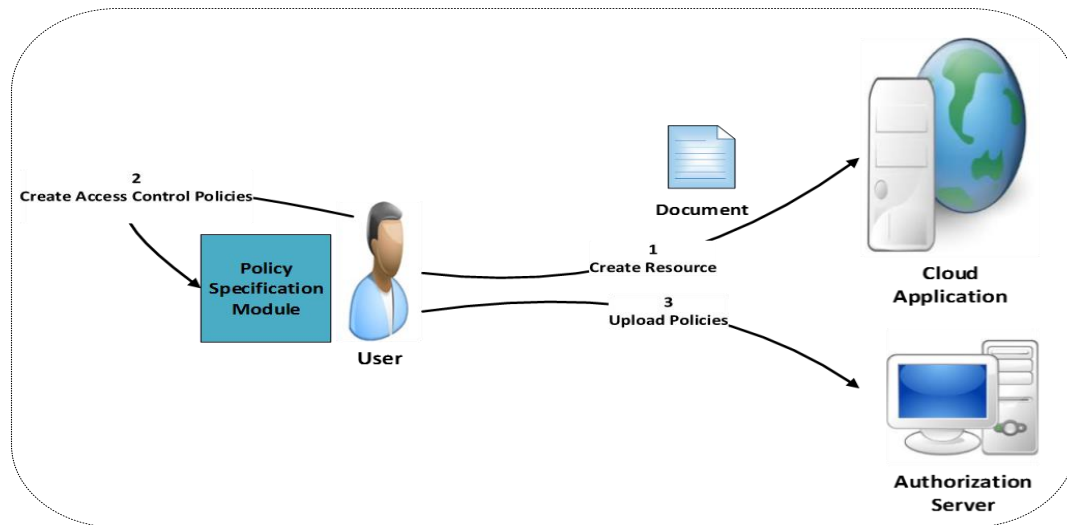 2
Create Access Control Policies
Policy
Specification
Module
User
Document
1
Create Resource
3
Upload Policies
Cloud
Application
Authorization
Server